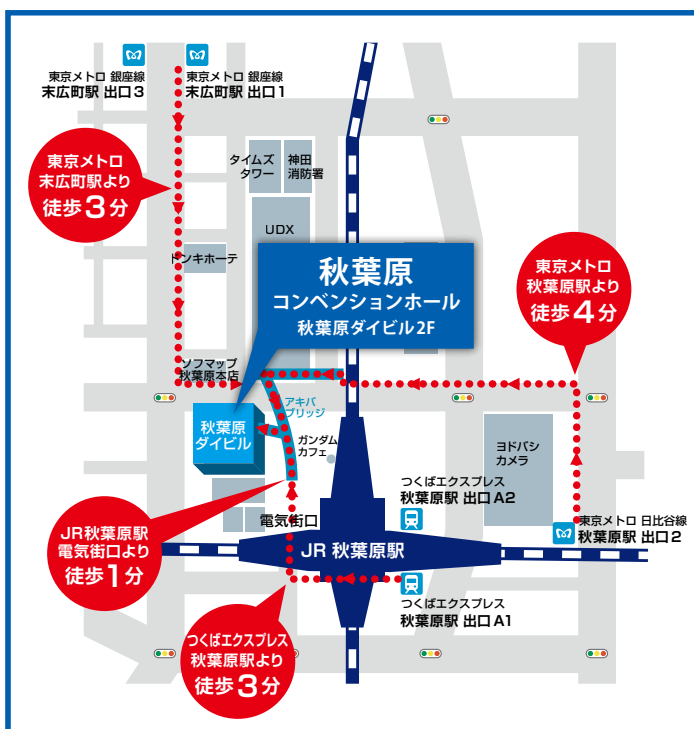 東京メトロ 銀座線
末広町駅 出口3
東京メトロ 銀座線
末広町駅 出口1
東京メトロ
末広町駅より
徒歩3分
タイムズ
タワー
神田
消防署
UDX
ドンキホーテ
秋葉原
コンベンションホール
秋葉原ダイビル2F
東京メトロ
秋葉原駅より
徒歩4分
ソフマップ
秋葉原本店
アキバ
ブリッジ
秋葉原
ダイビル
ガンダム
カフェ
ヨドバシ
カメラ
つくばエクスプレス
秋葉原駅 出口A2
電気街口
東京メトロ 日比谷線
秋葉原駅 出口2
JR秋葉原駅
電気街口より
徒歩1分
JR 秋葉原駅
つくばエクスプレス
秋葉原駅 出口A1
つくばエクスプレス
秋葉原駅より
徒歩3分